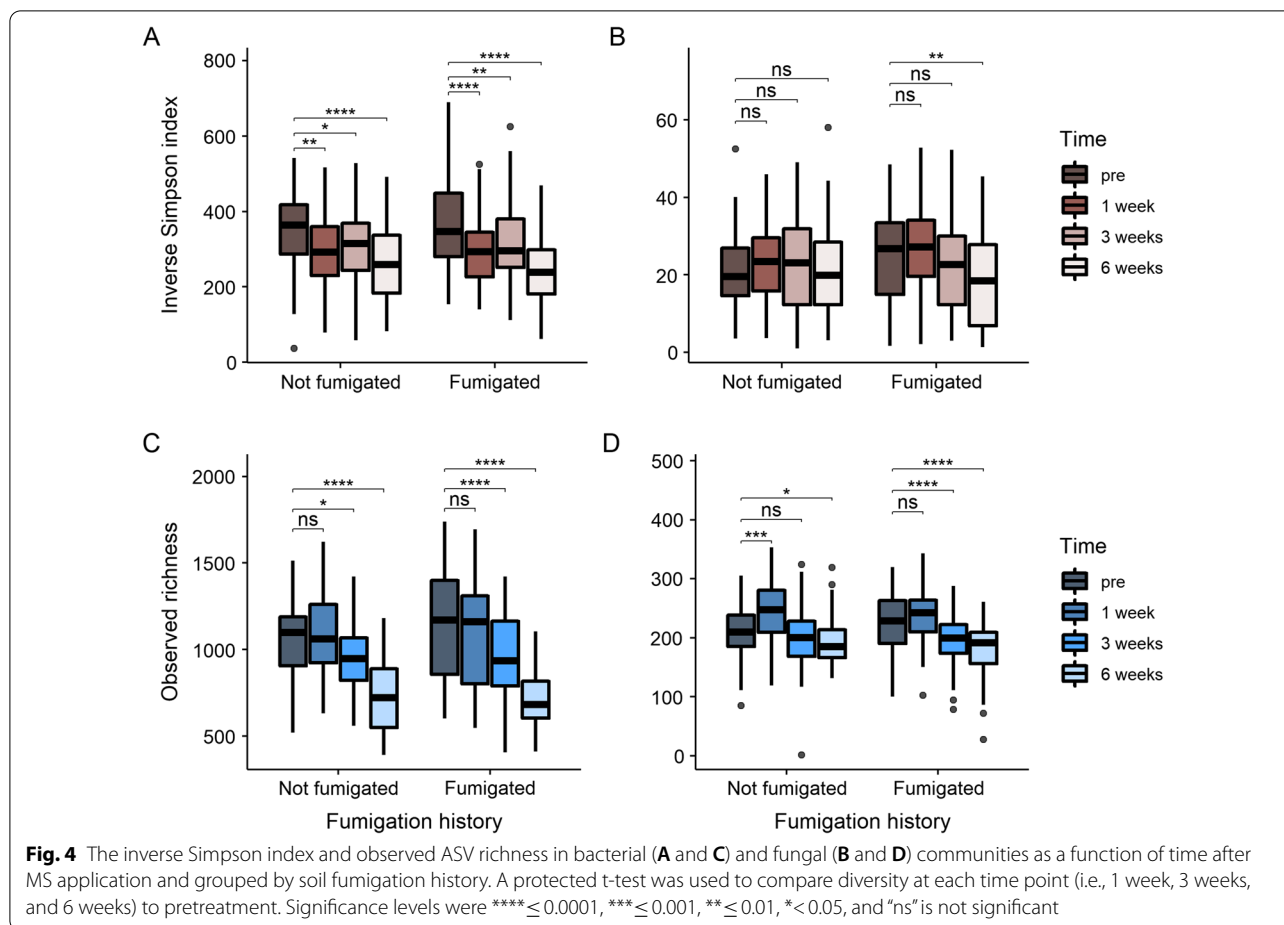 A
B
Inverse Simpson index
800
600
400
200
0
**
*
****
****
**
****
Not fumigated
Fumigated
60
40
20
0
ns
ns
ns
ns
ns
**
Not fumigated
Fumigated
Time
pre
1 week
3 weeks
6 weeks
C
D
Observed richness
2000
1500
1000
500
ns
*
****
ns
****
****
Not fumigated
Fumigated
Fumigation history
500
400
300
200
100
0
***
ns
*
ns
****
****
Not fumigated
Fumigated
Fumigation history
Time
pre
1 week
3 weeks
6 weeks
Fig. 4 The inverse Simpson index and observed ASV richness in bacterial (A and C) and fungal (B and D) communities as a function of time after
MS application and grouped by soil fumigation history. A protected t-test was used to compare diversity at each time point (i.e., 1 week, 3 weeks,
and 6 weeks) to pretreatment. Significance levels were ****≤0.0001, ***≤0.001, **≤0.01, *<0.05, and “ns” is not significant